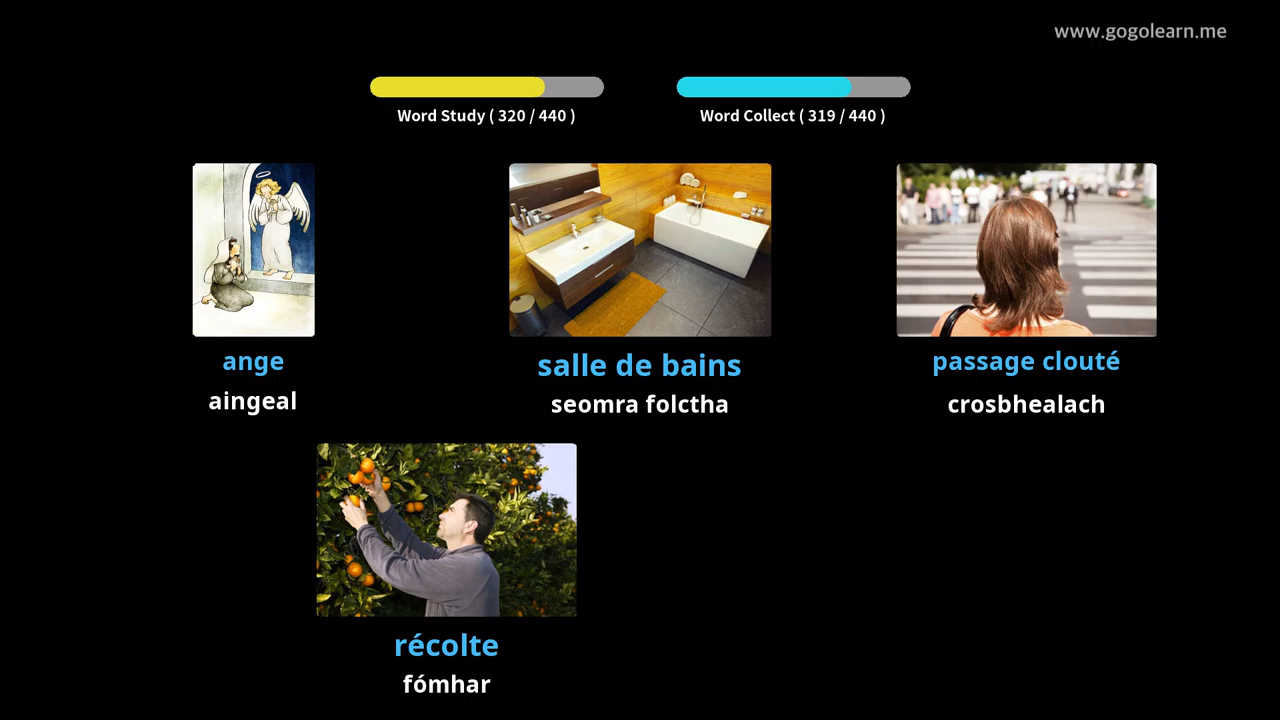 www.gogolearn.me
Word Study ( 320 / 440 )
Word Collect ( 319 / 440 )
ange
aingeal
salle de bains
seomra folctha
passage clouté
crosbhealach
récolte
fómhar